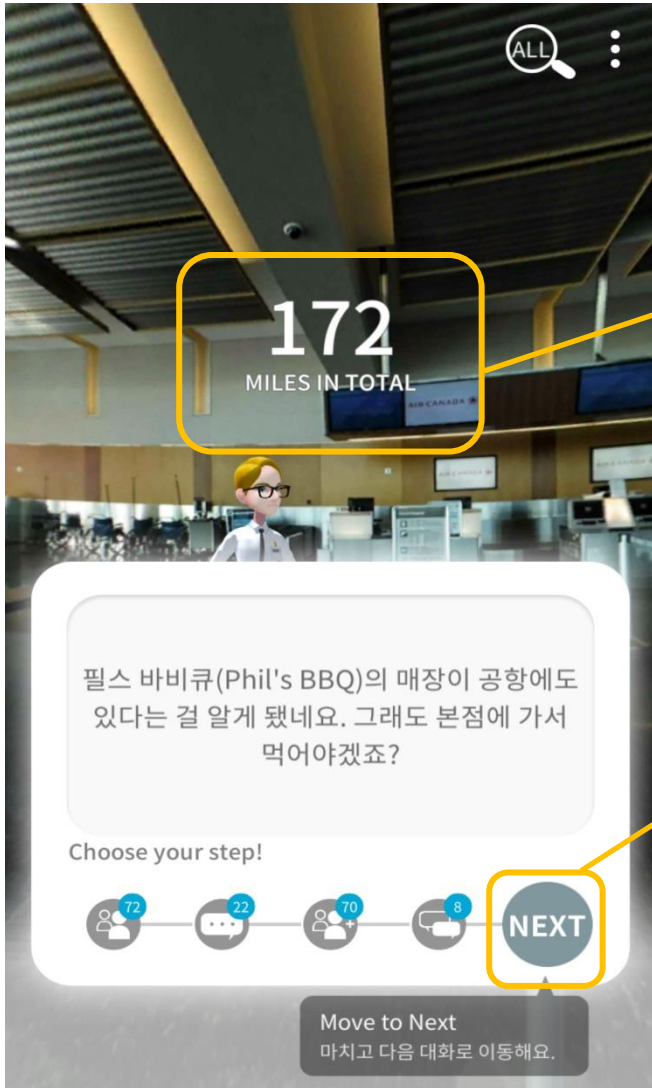 ALL
172
MILES IN TOTAL
AIR CANADA
필스 바비큐(Phil's BBQ)의 매장이 공항에도
있다는 걸 알게 됐네요. 그래도 본점에 가서
먹어야겠죠?
Choose your step!
72
22
70
8
NEXT
Move to Next
마치고 다음 대화로 이동해요.